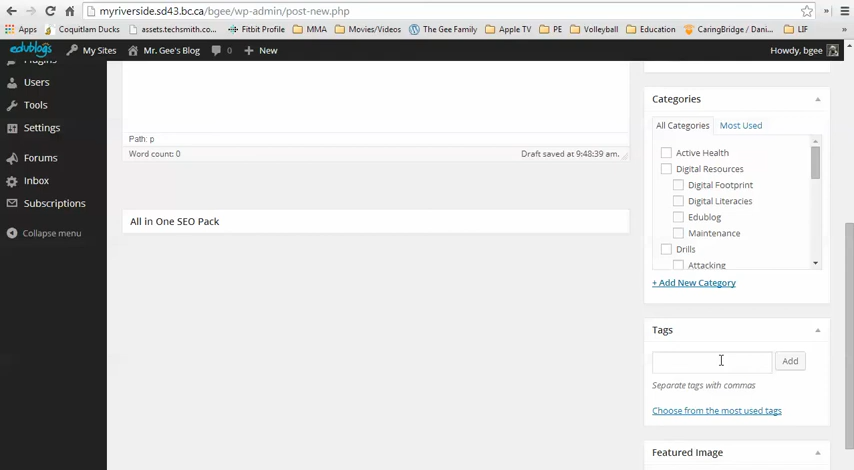 myriverside.sd43.bc.ca/bgee/wp-admin/post-new.php
Apps Coquitlam Ducks assets.techsmith.co... Fitbit Profile MMA Movies/Videos The Gee Family Apple TV PE Volleyball Education CaringBridge / Dani... LIF »
edublogs My Sites Mr. Gee's Blog 0 + New Howdy, bgee
Plugins
Users
Tools
Settings
Forums
Inbox
Subscriptions
Collapse menu
Path: p
Word count: 0 Draft saved at 9:48:39 am.
All in One SEO Pack
Categories
All Categories Most Used
Active Health
Digital Resources
Digital Footprint
Digital Literacies
Edublog
Maintenance
Drills
Attacking
+ Add New Category
Tags
Add
Separate tags with commas
Choose from the most used tags
Featured Image